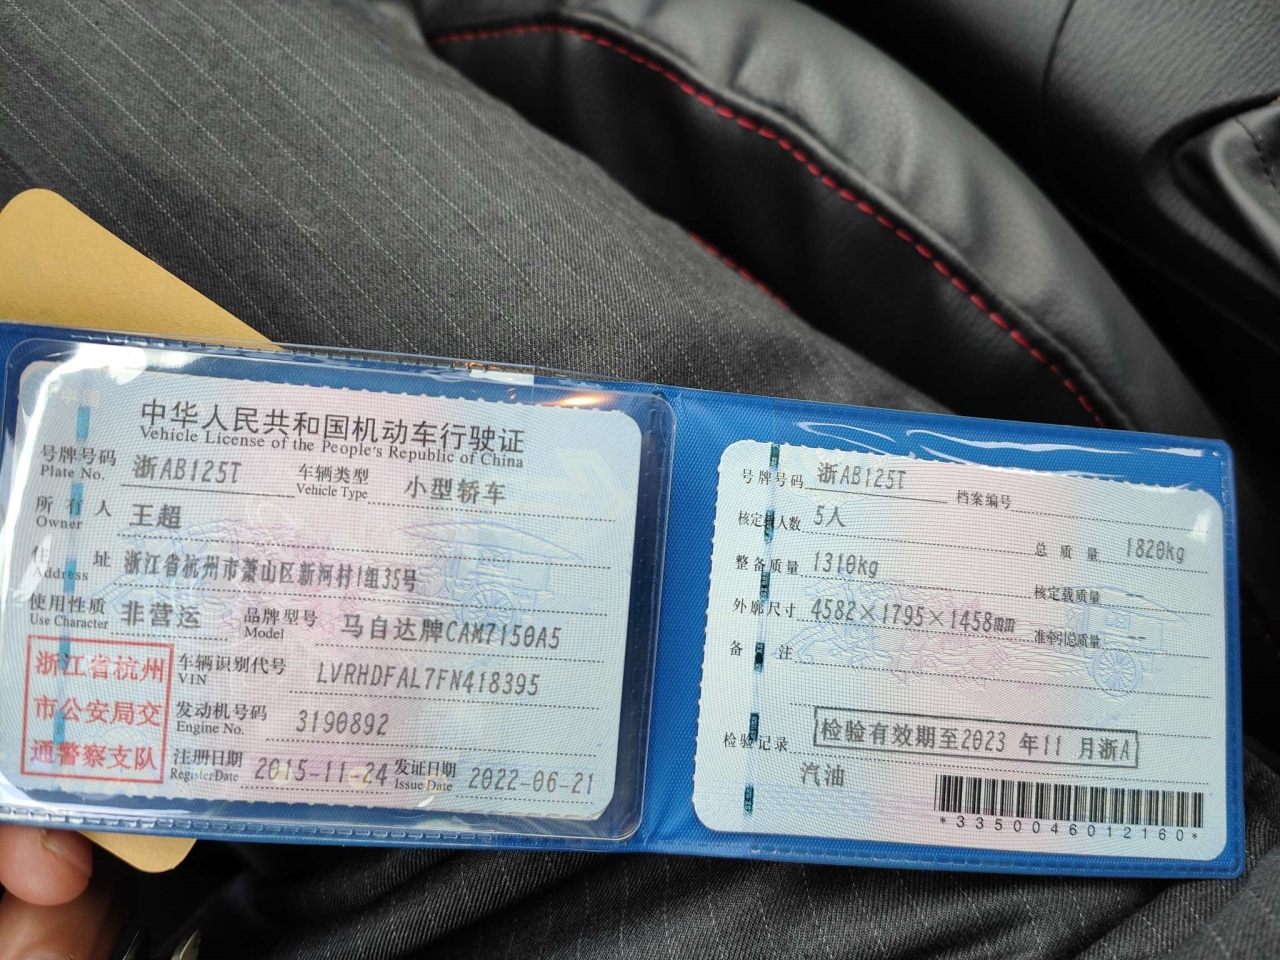 中华人民共和国机动车行驶证
Vehicle License of the People's Republic of China
号牌号码 浙AB125T 车辆类型 小型轿车
Plate No. Vehicle Type
所有人 王超
Owner
住址 浙江省杭州市萧山区新河村1组35号
Address
使用性质 非营运 品牌型号 马自达牌CAM7150A5
Use Character Model
浙江省杭州
市公安局交
通警察支队
车辆识别代号 LVRHDFAL7FN418395
VIN
发动机号码 3190892
Engine No.
注册日期 2015-11-24 发证日期 2022-06-21
Register Date Issue Date
号牌号码 浙AB125T 档案编号
核定载人数 5人 总质量 1820kg
整备质量 1310kg 核定载质量 --
外廓尺寸 4582×1795×1458mm 准牵引总质量 --
备注
检验记录 检验有效期至2023年11月浙A
汽油
*3350046012160*